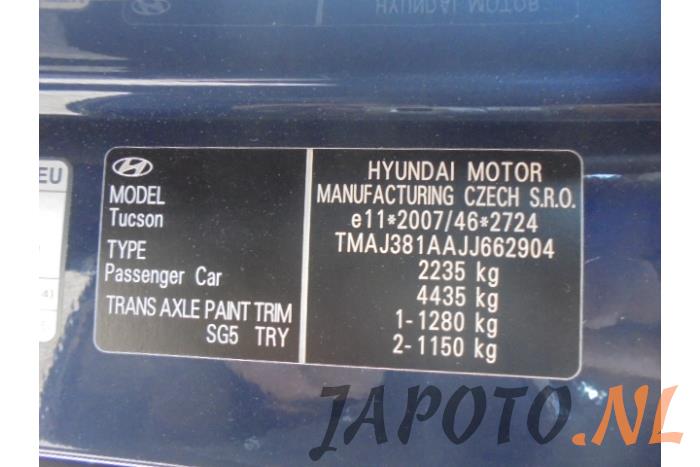 HYUNDAI MOTOR
EU
MODEL
Tucson
TYPE
Passenger Car
TRANS AXLE PAINT TRIM
SG5 TRY
HYUNDAI MOTOR
MANUFACTURING CZECH S.R.O.
e11*2007/46*2724
TMAJ381AAJJ662904
2235 kg
4435 kg
1-1280 kg
2-1150 kg
JAPOTO.NL